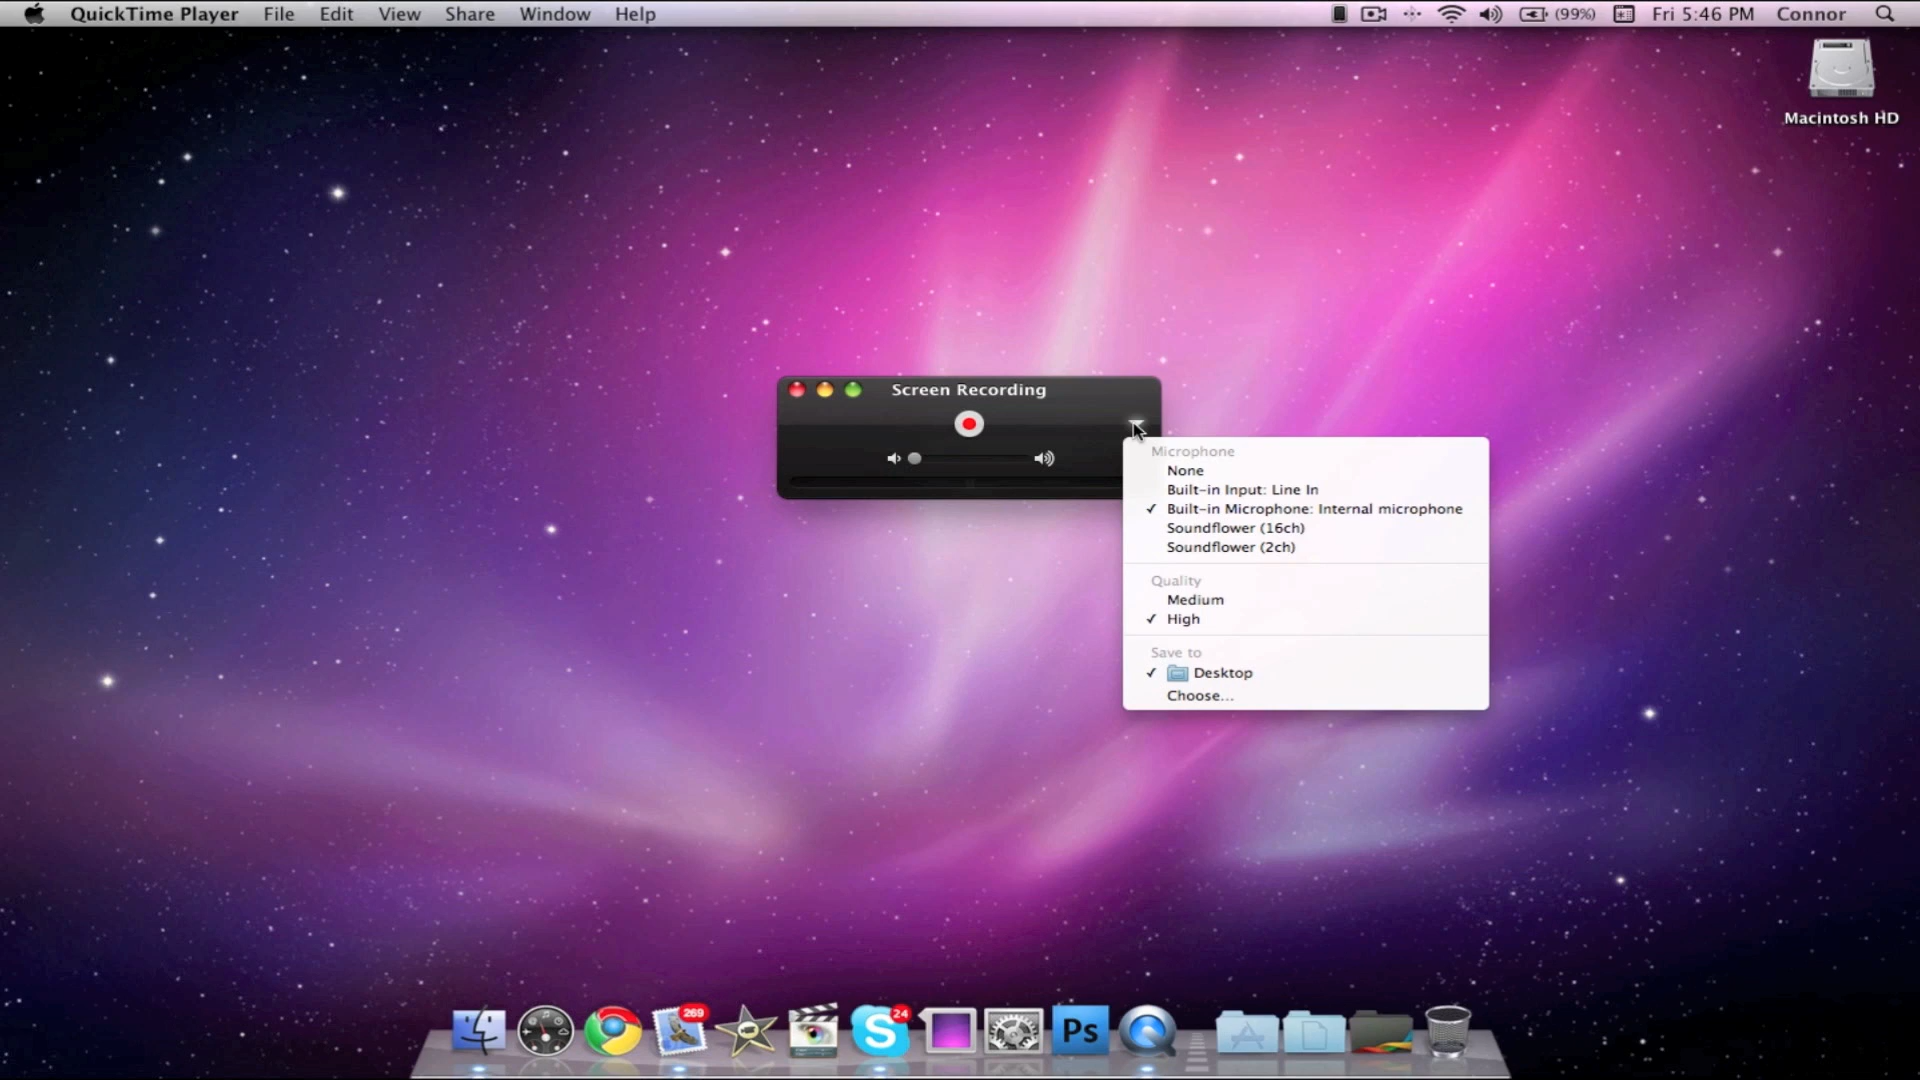 QuickTime Player File Edit View Share Window Help (99%) Fri 5:46 PM Connor
Macintosh HD
Screen Recording
Microphone
None
Built-in Input: Line In
✓ Built-in Microphone: Internal microphone
Soundflower (16ch)
Soundflower (2ch)
Quality
Medium
✓ High
Save to
✓ Desktop
Choose...
269
24
S
Ps